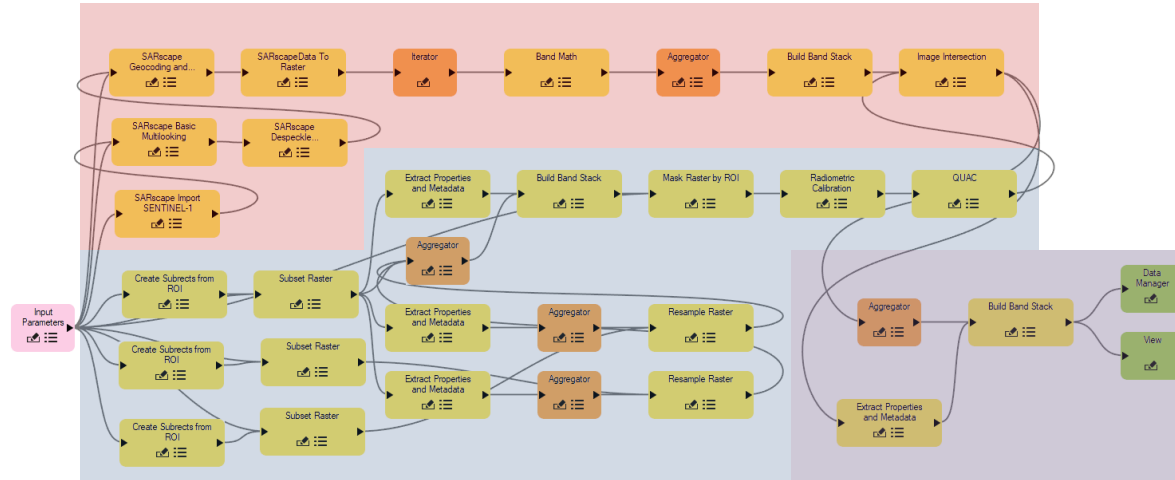 SARscape
Geocoding and...
SARscapeData To
Raster
Iterator
Band Math
Aggregator
Build Band Stack
Image Intersection
SARscape Basic
Multilooking
SARscape
Despeckle...
SARscape Import
SENTINEL-1
Extract Properties
and Metadata
Build Band Stack
Mask Raster by ROI
Radiometric
Calibration
QUAC
Aggregator
Create Subrects from
ROI
Subset Raster
Input
Parameters
Extract Properties
and Metadata
Aggregator
Resample Raster
Create Subrects from
ROI
Subset Raster
Extract Properties
and Metadata
Aggregator
Resample Raster
Create Subrects from
ROI
Subset Raster
Aggregator
Build Band Stack
Data
Manager
View
Extract Properties
and Metadata